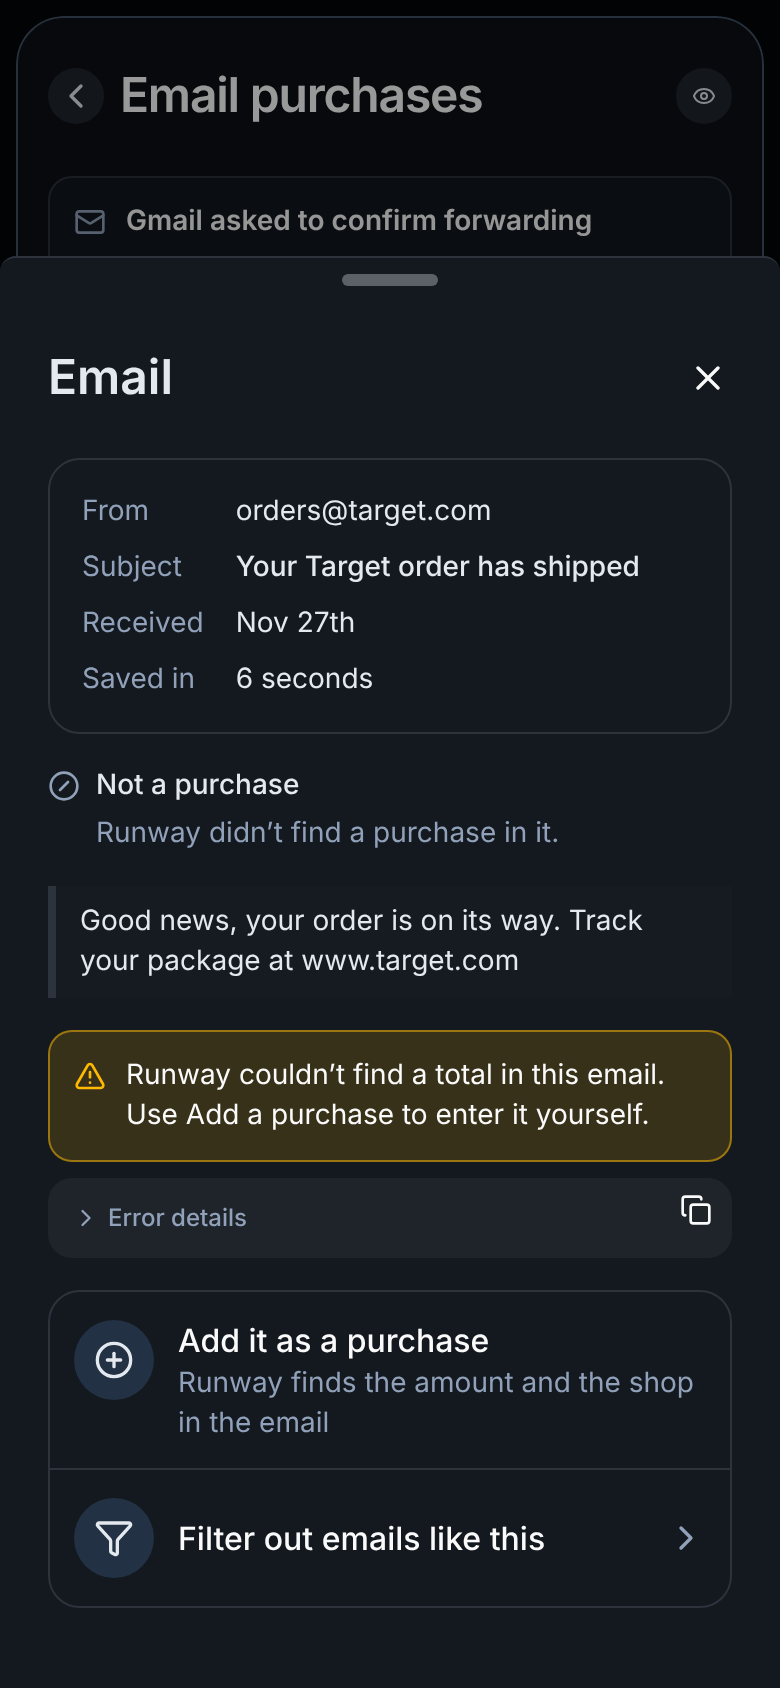 Email purchases
Gmail asked to confirm forwarding
Email
From orders@target.com
Subject Your Target order has shipped
Received Nov 27th
Saved in 6 seconds
Not a purchase
Runway didn’t find a purchase in it.
Good news, your order is on its way. Track
your package at www.target.com
Runway couldn’t find a total in this email.
Use Add a purchase to enter it yourself.
Error details
Add it as a purchase
Runway finds the amount and the shop
in the email
Filter out emails like this